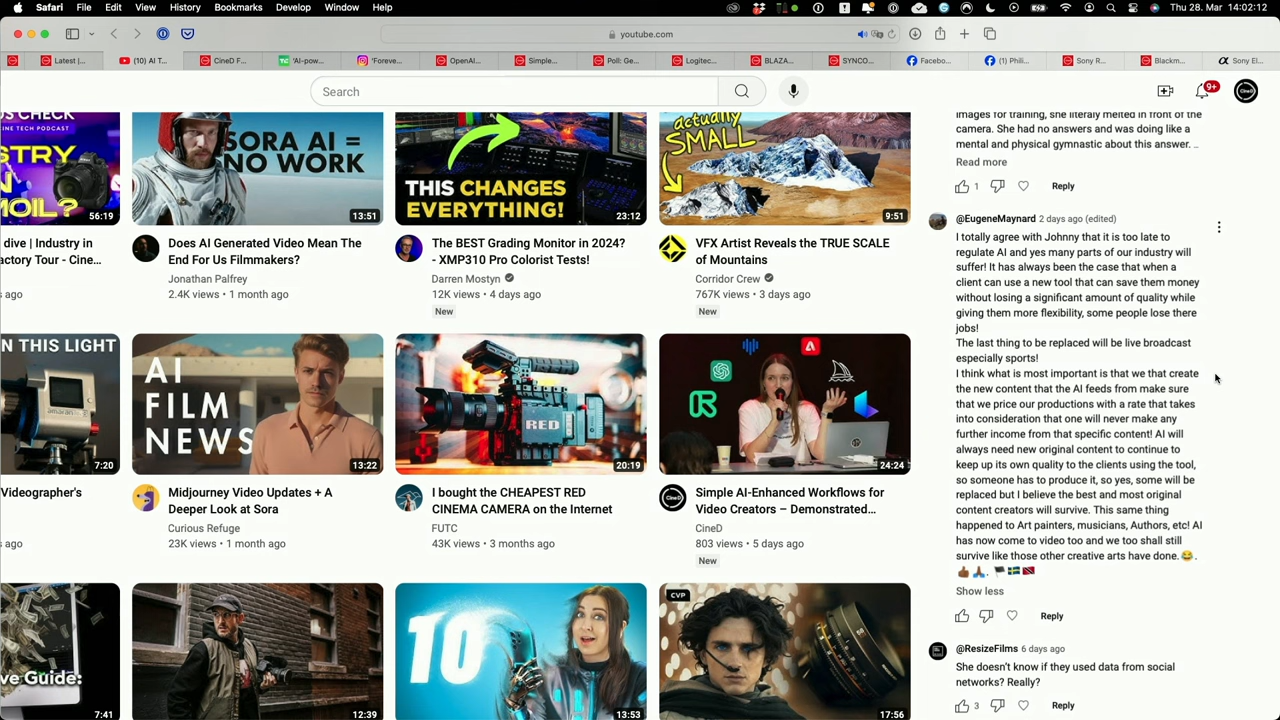 Safari File Edit View History Bookmarks Develop Window Help Thu 28. Mar 14:02:12
youtube.com
Latest |... (10) AI T... CineD F... 'AI-pow... 'Foreve... OpenAI... Simple... Poll: Ge... Logitec... BLAZA... SYNCO... Facebo... (1) Phili... Sony R... Blackm... Sony El...
Search
9+
CineD
S CHECK
CINE TECH PODCAST
STRY
N
MOIL?
56:19
SORA AI =
NO WORK
13:51
THIS CHANGES
EVERYTHING!
23:12
actually
SMALL
9:51
dive | Industry in
actory Tour - Cine...
s ago
Does AI Generated Video Mean The
End For Us Filmmakers?
Jonathan Palfrey
2.4K views • 1 month ago
The BEST Grading Monitor in 2024?
- XMP310 Pro Colorist Tests!
Darren Mostyn
12K views • 4 days ago
New
VFX Artist Reveals the TRUE SCALE
of Mountains
Corridor Crew
767K views • 3 days ago
New
N THIS LIGHT
7:20
AI
FILM
NEWS
13:22
RED
20:19
24:24
Videographer's
s ago
Midjourney Video Updates + A
Deeper Look at Sora
Curious Refuge
23K views • 1 month ago
I bought the CHEAPEST RED
CINEMA CAMERA on the Internet
FUTC
43K views • 3 months ago
CineD
Simple AI-Enhanced Workflows for
Video Creators – Demonstrated...
CineD
803 views • 5 days ago
New
ve Guide:
7:41
12:39
10
13:53
CVP
17:56
images for training, she literaly melted in front of the
camera. She had no answers and was doing like a
mental and physical gymnastic about this answer. ...
Read more
1 Reply
@EugeneMaynard 2 days ago (edited)
I totally agree with Johnny that it is too late to
regulate AI and yes many parts of our industry will
suffer! It has always been the case that when a
client can use a new tool that can save them money
without losing a significant amount of quality while
giving them more flexibility, some people lose there
jobs!
The last thing to be replaced will be live broadcast
especially sports!
I think what is most important is that we that create
the new content that the AI feeds from make sure
that we price our productions with a rate that takes
into consideration that one will never make any
further income from that specific content! AI will
always need new original content to continue to
keep up its own quality to the clients using the tool,
so someone has to produce it, so yes, some will be
replaced but I believe the best and most original
content creators will survive. This same thing
happened to Art painters, musicians, Authors, etc! AI
has now come to video too and we too shall still
survive like those other creative arts have done.😂.
Show less
Reply
@ResizeFilms 6 days ago
She doesn't know if they used data from social
networks? Really?
3 Reply